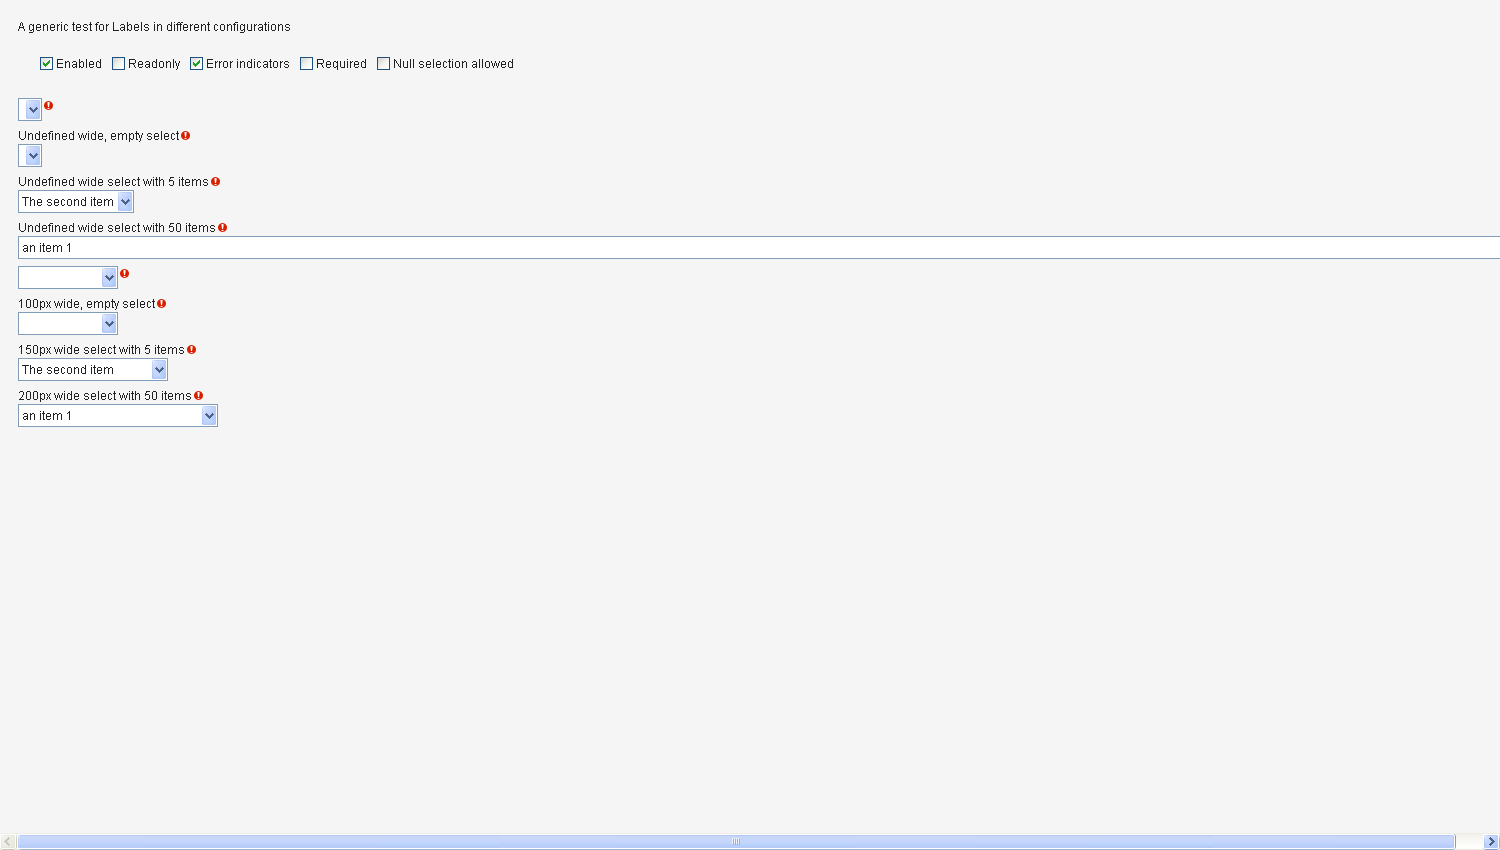 A generic test for Labels in different configurations
Enabled Readonly Error indicators Required Null selection allowed
Undefined wide, empty select
Undefined wide select with 5 items
The second item
Undefined wide select with 50 items
an item 1
100px wide, empty select
150px wide select with 5 items
The second item
200px wide select with 50 items
an item 1